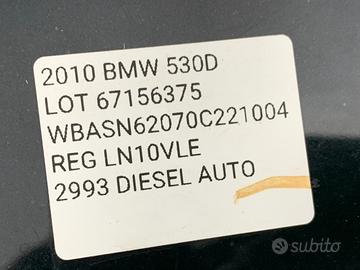 2010 BMW 530D
LOT 67156375
WBASN62070C221004
REG LN10VLE
2993 DIESEL AUTO
subito